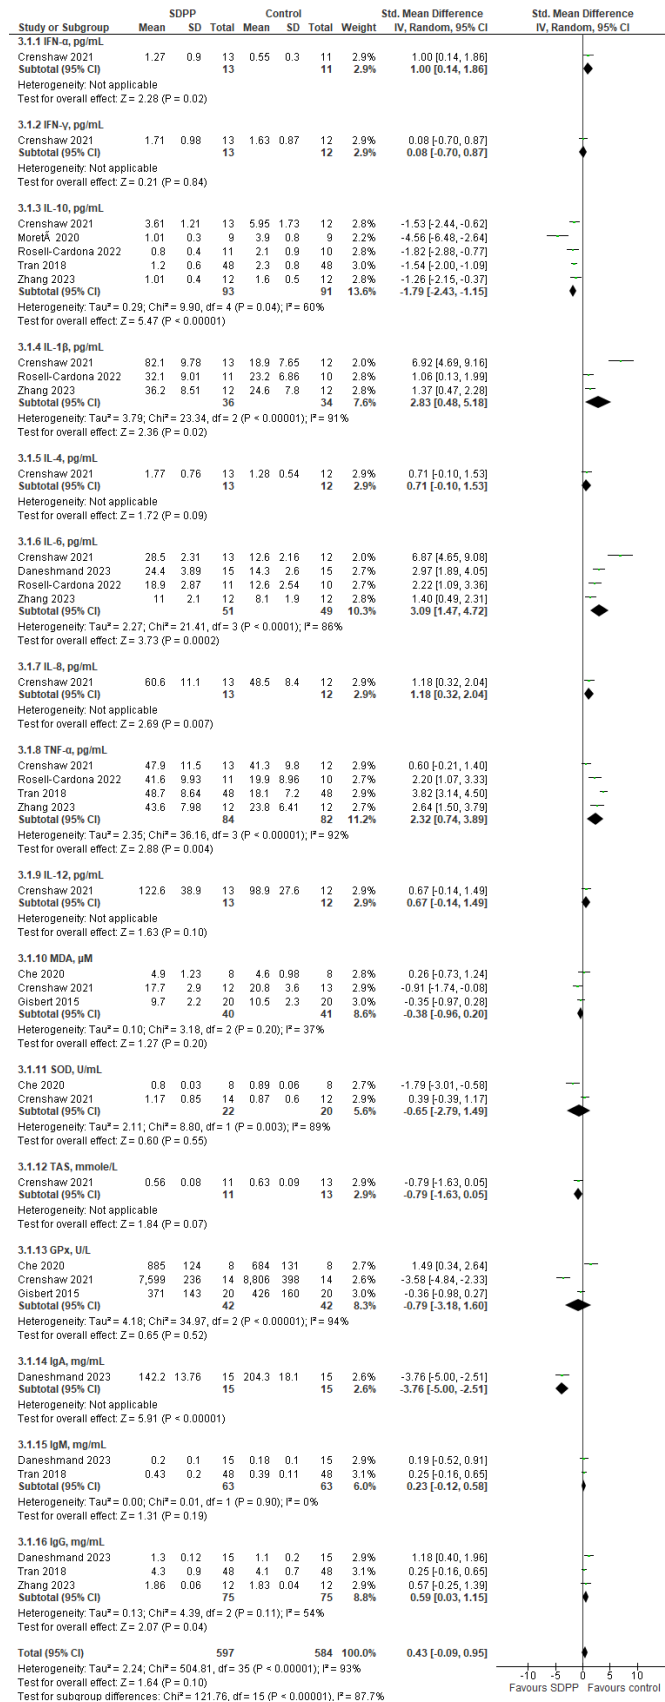 SDPP Control Std. Mean Difference Std. Mean Difference
Study or Subgroup Mean SD Total Mean SD Total Weight IV, Random, 95% CI IV, Random, 95% CI
3.1.1 IFN-α, pg/mL
Crenshaw 2021 1.27 0.9 13 0.55 0.3 11 2.9% 1.00 [0.14, 1.86]
Subtotal (95% CI) 13 11 2.9% 1.00 [0.14, 1.86]
Heterogeneity: Not applicable
Test for overall effect: Z = 2.28 (P = 0.02)
3.1.2 IFN-γ, pg/mL
Crenshaw 2021 1.71 0.98 13 1.63 0.87 12 2.9% 0.08 [-0.70, 0.87]
Subtotal (95% CI) 13 12 2.9% 0.08 [-0.70, 0.87]
Heterogeneity: Not applicable
Test for overall effect: Z = 0.21 (P = 0.84)
3.1.3 IL-10, pg/mL
Crenshaw 2021 3.61 1.21 13 5.95 1.73 12 2.8% -1.53 [-2.44, -0.62]
MoretÃ 2020 1.01 0.3 9 3.9 0.8 9 2.2% -4.56 [-6.48, -2.64]
Rosell-Cardona 2022 0.8 0.4 11 2.1 0.9 10 2.7% -1.82 [-2.88, -0.77]
Tran 2018 1.2 0.6 48 2.3 0.8 48 3.0% -1.54 [-2.00, -1.09]
Zhang 2023 1.01 0.4 12 1.6 0.5 12 2.8% -1.26 [-2.15, -0.37]
Subtotal (95% CI) 93 91 13.6% -1.79 [-2.43, -1.15]
Heterogeneity: Tau² = 0.29; Chi² = 9.90, df = 4 (P = 0.04); I² = 60%
Test for overall effect: Z = 5.47 (P < 0.00001)
3.1.4 IL-1β, pg/mL
Crenshaw 2021 82.1 9.78 13 18.9 7.65 12 2.0% 6.92 [4.69, 9.16]
Rosell-Cardona 2022 32.1 9.01 11 23.2 6.86 10 2.8% 1.06 [0.13, 1.99]
Zhang 2023 36.2 8.51 12 24.6 7.8 12 2.8% 1.37 [0.47, 2.28]
Subtotal (95% CI) 36 34 7.6% 2.83 [0.48, 5.18]
Heterogeneity: Tau² = 3.79; Chi² = 23.34, df = 2 (P < 0.00001); I² = 91%
Test for overall effect: Z = 2.36 (P = 0.02)
3.1.5 IL-4, pg/mL
Crenshaw 2021 1.77 0.76 13 1.28 0.54 12 2.9% 0.71 [-0.10, 1.53]
Subtotal (95% CI) 13 12 2.9% 0.71 [-0.10, 1.53]
Heterogeneity: Not applicable
Test for overall effect: Z = 1.72 (P = 0.09)
3.1.6 IL-6, pg/mL
Crenshaw 2021 28.5 2.31 13 12.6 2.16 12 2.0% 6.87 [4.65, 9.08]
Daneshmand 2023 24.4 3.89 15 14.3 2.6 15 2.7% 2.97 [1.89, 4.05]
Rosell-Cardona 2022 18.9 2.87 11 12.6 2.54 10 2.7% 2.22 [1.09, 3.36]
Zhang 2023 11 2.1 12 8.1 1.9 12 2.8% 1.40 [0.49, 2.31]
Subtotal (95% CI) 51 49 10.3% 3.09 [1.47, 4.72]
Heterogeneity: Tau² = 2.27; Chi² = 21.41, df = 3 (P < 0.0001); I² = 86%
Test for overall effect: Z = 3.73 (P = 0.0002)
3.1.7 IL-8, pg/mL
Crenshaw 2021 60.6 11.1 13 48.5 8.4 12 2.9% 1.18 [0.32, 2.04]
Subtotal (95% CI) 13 12 2.9% 1.18 [0.32, 2.04]
Heterogeneity: Not applicable
Test for overall effect: Z = 2.69 (P = 0.007)
3.1.8 TNF-α, pg/mL
Crenshaw 2021 47.9 11.5 13 41.3 9.8 12 2.9% 0.60 [-0.21, 1.40]
Rosell-Cardona 2022 41.6 9.93 11 19.9 8.96 10 2.7% 2.20 [1.07, 3.33]
Tran 2018 48.7 8.64 48 18.1 7.2 48 2.9% 3.82 [3.14, 4.50]
Zhang 2023 43.6 7.98 12 23.8 6.41 12 2.7% 2.64 [1.50, 3.79]
Subtotal (95% CI) 84 82 11.2% 2.32 [0.74, 3.89]
Heterogeneity: Tau² = 2.35; Chi² = 36.16, df = 3 (P < 0.00001); I² = 92%
Test for overall effect: Z = 2.88 (P = 0.004)
3.1.9 IL-12, pg/mL
Crenshaw 2021 122.6 38.9 13 98.9 27.6 12 2.9% 0.67 [-0.14, 1.49]
Subtotal (95% CI) 13 12 2.9% 0.67 [-0.14, 1.49]
Heterogeneity: Not applicable
Test for overall effect: Z = 1.63 (P = 0.10)
3.1.10 MDA, µM
Che 2020 4.9 1.23 8 4.6 0.98 8 2.8% 0.26 [-0.73, 1.24]
Crenshaw 2021 17.7 2.9 12 20.8 3.6 13 2.9% -0.91 [-1.74, -0.08]
Gisbert 2015 9.7 2.2 20 10.5 2.3 20 3.0% -0.35 [-0.97, 0.28]
Subtotal (95% CI) 40 41 8.6% -0.38 [-0.96, 0.20]
Heterogeneity: Tau² = 0.10; Chi² = 3.18, df = 2 (P = 0.20); I² = 37%
Test for overall effect: Z = 1.27 (P = 0.20)
3.1.11 SOD, U/mL
Che 2020 0.8 0.03 8 0.89 0.06 8 2.7% -1.79 [-3.01, -0.58]
Crenshaw 2021 1.17 0.85 14 0.87 0.6 12 2.9% 0.39 [-0.39, 1.17]
Subtotal (95% CI) 22 20 5.6% -0.65 [-2.79, 1.49]
Heterogeneity: Tau² = 2.11; Chi² = 8.80, df = 1 (P = 0.003); I² = 89%
Test for overall effect: Z = 0.60 (P = 0.55)
3.1.12 TAS, mmole/L
Crenshaw 2021 0.56 0.08 11 0.63 0.09 13 2.9% -0.79 [-1.63, 0.05]
Subtotal (95% CI) 11 13 2.9% -0.79 [-1.63, 0.05]
Heterogeneity: Not applicable
Test for overall effect: Z = 1.84 (P = 0.07)
3.1.13 GPx, U/L
Che 2020 885 124 8 684 131 8 2.7% 1.49 [0.34, 2.64]
Crenshaw 2021 7,599 236 14 8,806 398 14 2.6% -3.58 [-4.84, -2.33]
Gisbert 2015 371 143 20 426 160 20 3.0% -0.36 [-0.98, 0.27]
Subtotal (95% CI) 42 42 8.3% -0.79 [-3.18, 1.60]
Heterogeneity: Tau² = 4.18; Chi² = 34.97, df = 2 (P < 0.00001); I² = 94%
Test for overall effect: Z = 0.65 (P = 0.52)
3.1.14 IgA, mg/mL
Daneshmand 2023 142.2 13.76 15 204.3 18.1 15 2.6% -3.76 [-5.00, -2.51]
Subtotal (95% CI) 15 15 2.6% -3.76 [-5.00, -2.51]
Heterogeneity: Not applicable
Test for overall effect: Z = 5.91 (P < 0.00001)
3.1.15 IgM, mg/mL
Daneshmand 2023 0.2 0.1 15 0.18 0.1 15 2.9% 0.19 [-0.52, 0.91]
Tran 2018 0.43 0.2 48 0.39 0.11 48 3.1% 0.25 [-0.16, 0.65]
Subtotal (95% CI) 63 63 6.0% 0.23 [-0.12, 0.58]
Heterogeneity: Tau² = 0.00; Chi² = 0.01, df = 1 (P = 0.90); I² = 0%
Test for overall effect: Z = 1.31 (P = 0.19)
3.1.16 IgG, mg/mL
Daneshmand 2023 1.3 0.12 15 1.1 0.2 15 2.9% 1.18 [0.40, 1.96]
Tran 2018 4.3 0.9 48 4.1 0.7 48 3.1% 0.25 [-0.16, 0.65]
Zhang 2023 1.86 0.06 12 1.83 0.04 12 2.9% 0.57 [-0.25, 1.39]
Subtotal (95% CI) 75 75 8.8% 0.59 [0.03, 1.15]
Heterogeneity: Tau² = 0.13; Chi² = 4.39, df = 2 (P = 0.11); I² = 54%
Test for overall effect: Z = 2.07 (P = 0.04)
Total (95% CI) 597 584 100.0% 0.43 [-0.09, 0.95]
Heterogeneity: Tau² = 2.24; Chi² = 504.81, df = 35 (P < 0.00001); I² = 93%
Test for overall effect: Z = 1.64 (P = 0.10)
Test for subgroup differences: Chi² = 121.76, df = 15 (P < 0.00001), I² = 87.7%
-10 -5 0 5 10
Favours SDPP Favours control